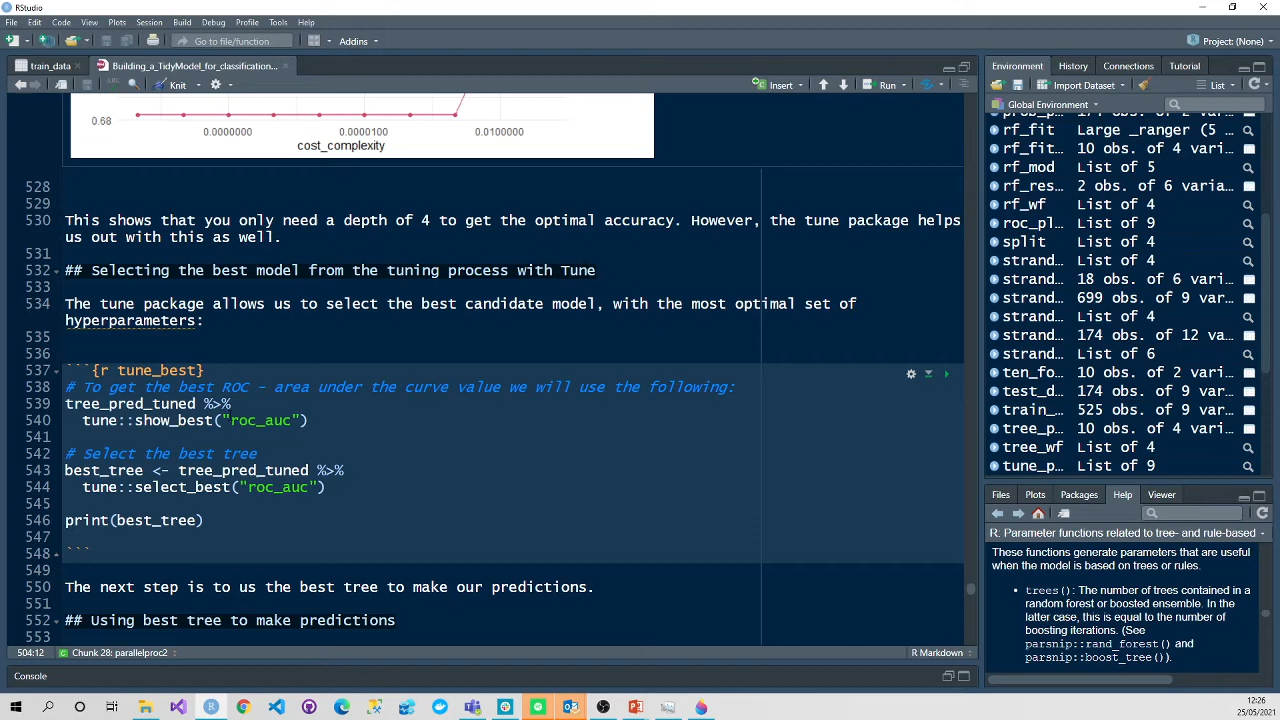 RStudio
File Edit Code View Plots Session Build Debug Profile Tools Help
Go to file/function Addins Project: (None)
train_data Building_a_TidyModel_for_classification...
Knit Insert Run
0.68
0.0000000 0.0000100 0.0100000
cost_complexity
528
529
530 This shows that you only need a depth of 4 to get the optimal accuracy. However, the tune package helps
us out with this as well.
531
532 ## Selecting the best model from the tuning process with Tune
533
534 The tune package allows us to select the best candidate model, with the most optimal set of
hyperparameters:
535
536
537 ```{r tune_best}
538 # To get the best ROC - area under the curve value we will use the following:
539 tree_pred_tuned %>%
540 tune::show_best("roc_auc")
541
542 # Select the best tree
543 best_tree <- tree_pred_tuned %>%
544 tune::select_best("roc_auc")
545
546 print(best_tree)
547
548 ```
549
550 The next step is to us the best tree to make our predictions.
551
552 ## Using best tree to make predictions
553
504:12 Chunk 28: parallelproc2 R Markdown
Console
Environment History Connections Tutorial
Import Dataset List
Global Environment
rf_fit Large _ranger (5 ...
rf_fit... 10 obs. of 4 vari...
rf_mod List of 5
rf_res... 2 obs. of 6 varia...
rf_wf List of 4
roc_pl... List of 9
split List of 4
strand... List of 4
strand... 18 obs. of 6 vari...
strand... 699 obs. of 9 var...
strand... List of 4
strand... 174 obs. of 12 va...
strand... List of 6
ten_fo... 10 obs. of 2 vari...
test_d... 174 obs. of 9 var...
train_... 525 obs. of 9 var...
tree_p... 10 obs. of 4 vari...
tree_wf List of 4
tune_p... List of 9
Files Plots Packages Help Viewer
R: Parameter functions related to tree- and rule-based
These functions generate parameters that are useful
when the model is based on trees or rules.
• trees(): The number of trees contained in a
random forest or boosted ensemble. In the
latter case, this is equal to the number of
boosting iterations. (See
parsnip::rand_forest() and
parsnip::boost_tree()).
12:26
25/05/2021